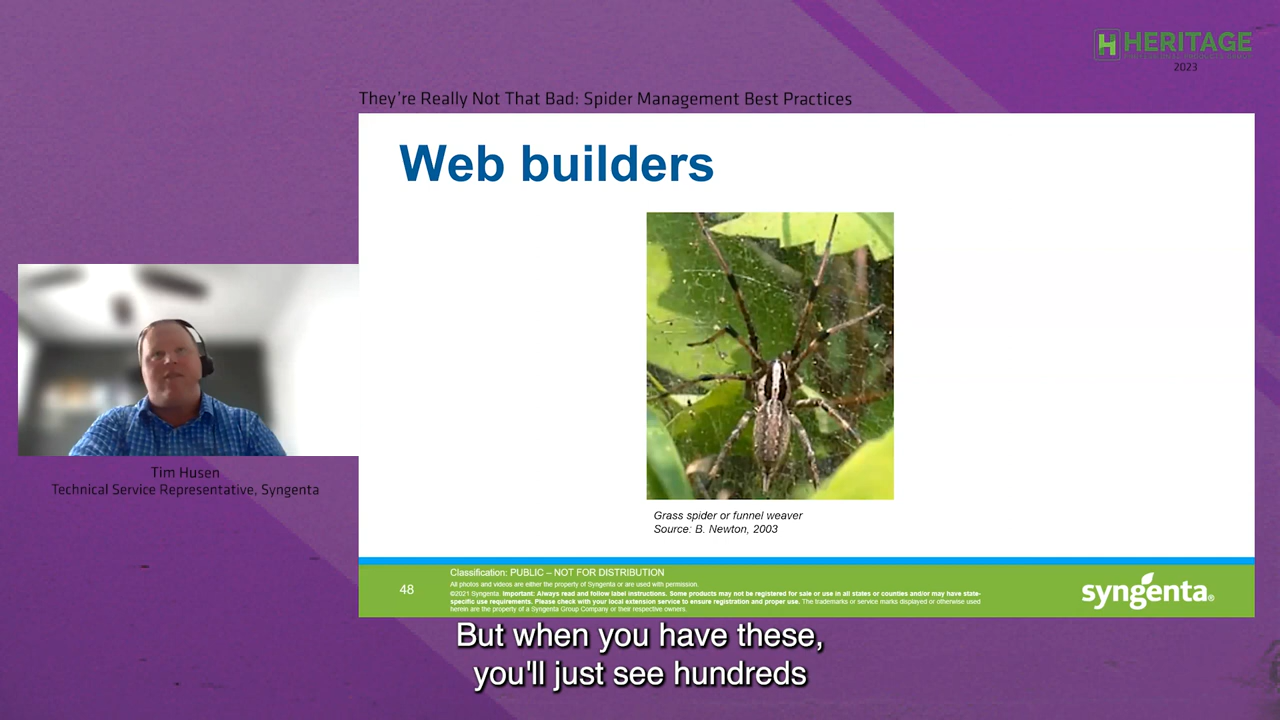 HERITAGE
2023
They're Really Not That Bad: Spider Management Best Practices
Web builders
Grass spider or funnel weaver
Source: B. Newton, 2003
Tim Husen
Technical Service Representative, Syngenta
48
Classification: PUBLIC – NOT FOR DISTRIBUTION
All photos and videos are either the property of Syngenta or are used with permission.
©2021 Syngenta. Important: Always read and follow label instructions. Some products may not be registered for sale or use in all states or counties and/or may have state-
specific use requirements. Please check with your local extension service to ensure registration and proper use. The trademarks or service marks displayed or otherwise used
herein are the property of a Syngenta Group Company or their respective owners.
syngenta®
But when you have these,
you'll just see hundreds